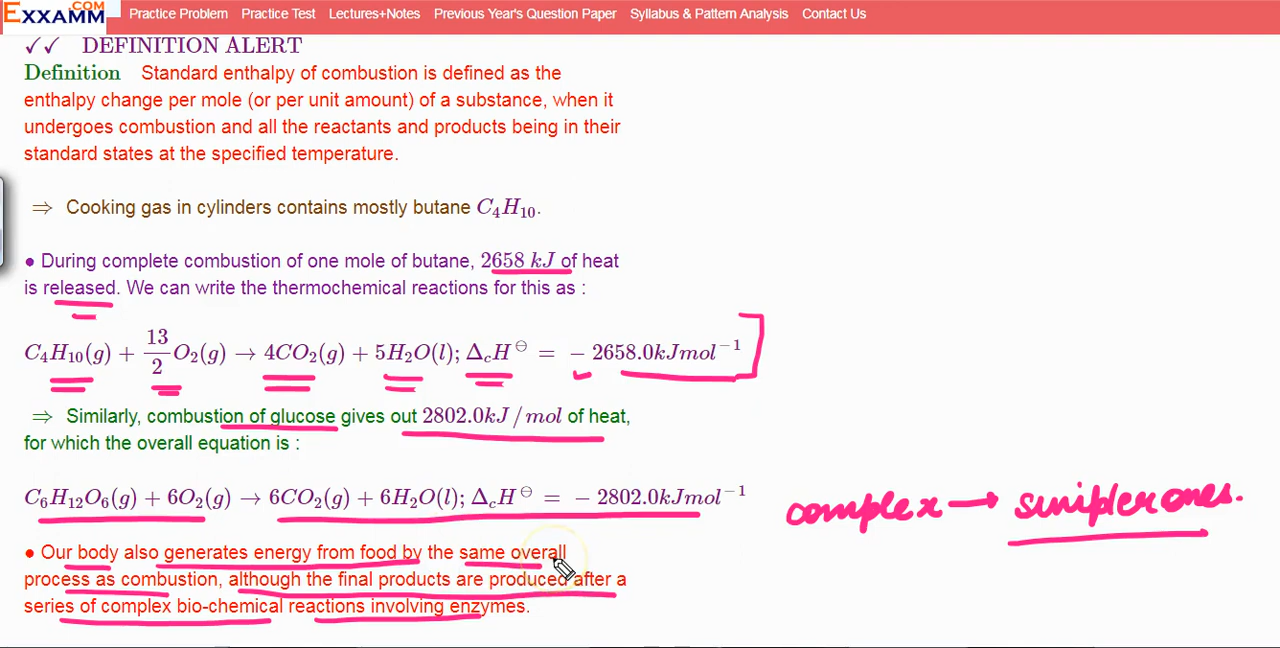 EXXAMM .COM Practice Problem Practice Test Lectures+Notes Previous Year's Question Paper Syllabus & Pattern Analysis Contact Us
✓✓ DEFINITION ALERT
Definition Standard enthalpy of combustion is defined as the
enthalpy change per mole (or per unit amount) of a substance, when it
undergoes combustion and all the reactants and products being in their
standard states at the specified temperature.
⇒ Cooking gas in cylinders contains mostly butane C₄H₁₀.
● During complete combustion of one mole of butane, 2658 kJ of heat
is released. We can write the thermochemical reactions for this as :
C₄H₁₀(g) + 13/2 O₂(g) → 4CO₂(g) + 5H₂O(l); Δ_cH^⊖ = − 2658.0kJmol⁻¹
⇒ Similarly, combustion of glucose gives out 2802.0kJ/mol of heat,
for which the overall equation is :
C₆H₁₂O₆(g) + 6O₂(g) → 6CO₂(g) + 6H₂O(l); Δ_cH^⊖ = − 2802.0kJmol⁻¹
complex → simpler ones.
● Our body also generates energy from food by the same overall
process as combustion, although the final products are produced after a
series of complex bio-chemical reactions involving enzymes.